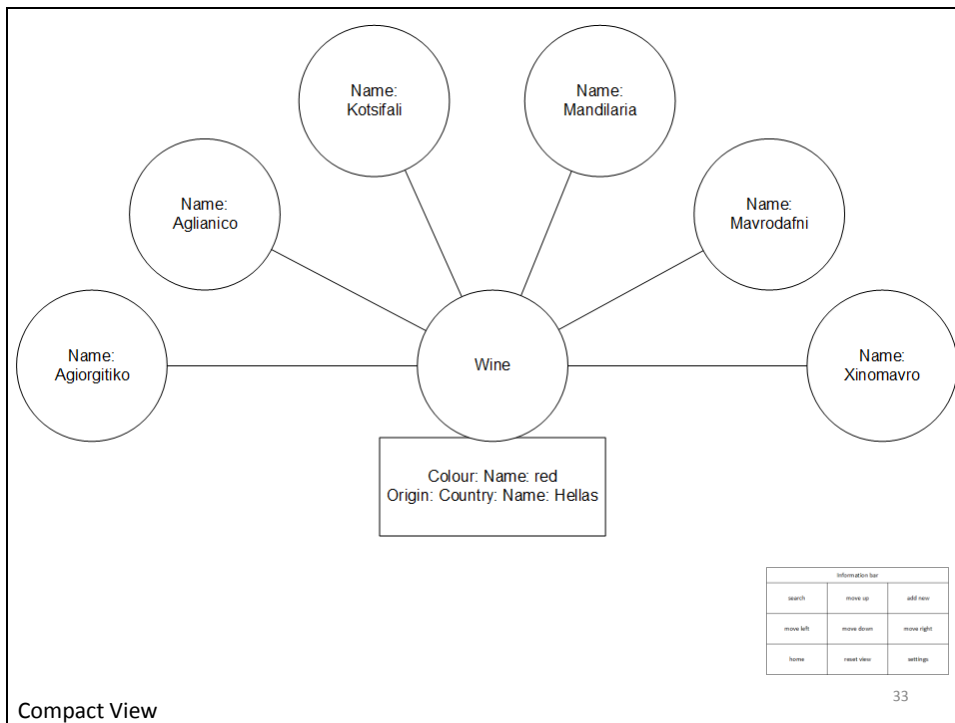 Name:
Kotsifali
Name:
Mandilaria
Name:
Aglianico
Name:
Mavrodafni
Name:
Agiorgitiko
Wine
Name:
Xinomavro
Colour: Name: red
Origin: Country: Name: Hellas
Information bar
search
move up
add new
move left
move down
move right
home
reset view
settings
33
Compact View